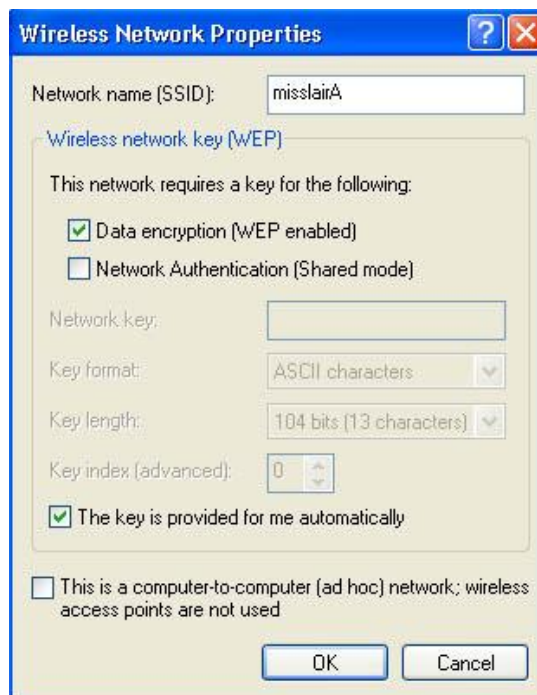 Wireless Network Properties
Network name (SSID): misslairA
Wireless network key (WEP)
This network requires a key for the following:
Data encryption (WEP enabled)
Network Authentication (Shared mode)
Network key:
Key format: ASCII characters
Key length: 104 bits (13 characters)
Key index (advanced): 0
The key is provided for me automatically
This is a computer-to-computer (ad hoc) network; wireless
access points are not used
OK Cancel